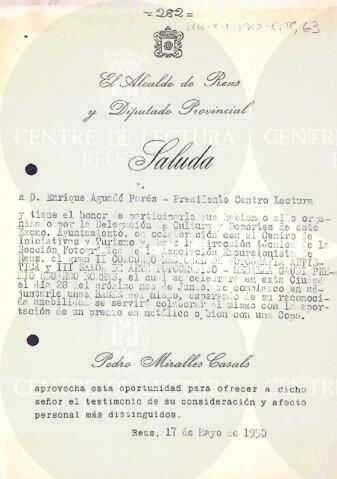 =282=
63
El Alcalde de Reus
y Diputado Provincial
CENTRE DE LECTURA
REUS
Saluda
a D. Enrique Aguadé Parés - Presidente Centro Lectura
y tiene el honor de participarle que habiendo sido organizado por la Delegación de Cultura y Deportes de este
Excmo. Ayuntamiento, en colaboración con el Centro de
Iniciativas y Turismo y, bajo la dirección técnica de la
Sección Fotográfica de la Asociación Excursionista de
Reus, el gran II CONCURSO NACIONAL DE FOTOGRAFIA ARTIS-
TICA y III SALON DE ARTE FOTOGRAFICO - MEDALLA GAUDI PRE-
MIO EDUARDO el cual se celebrará en esta Ciudad
el día 28 del próximo mes de Junio, se complace en ad-
juntarle unas BASES del mismo, esperando de su reconoci-
da amabilidad se servirá colaborar al mismo con la apor-
tación de un premio en metálico o bien con una Copa.
Pedro Miralles Casals
aprovecha esta oportunidad para ofrecer a dicho
señor el testimonio de su consideración y afecto
personal más distinguidos.
Reus, 17 de Mayo de 1950